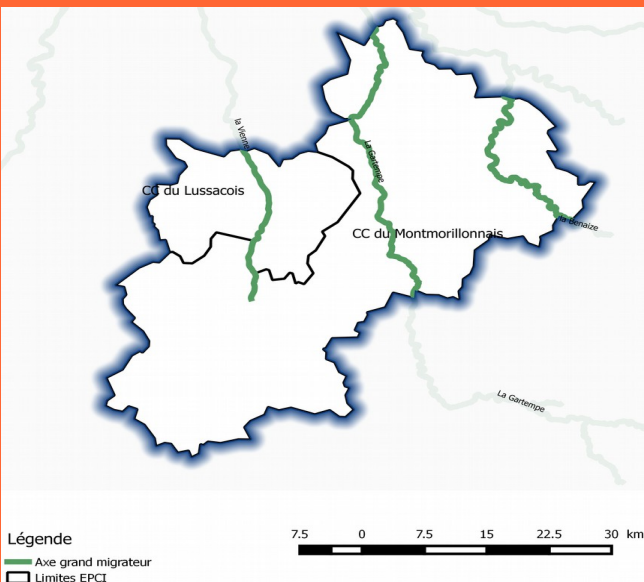 la Vienne
La Gartempe
CC du Lussacois
la Benaize
CC du Montmorillonnais
La Gartempe
Légende
7.5 0 7.5 15 22.5 30 km
Axe grand migrateur
Limites EPCI